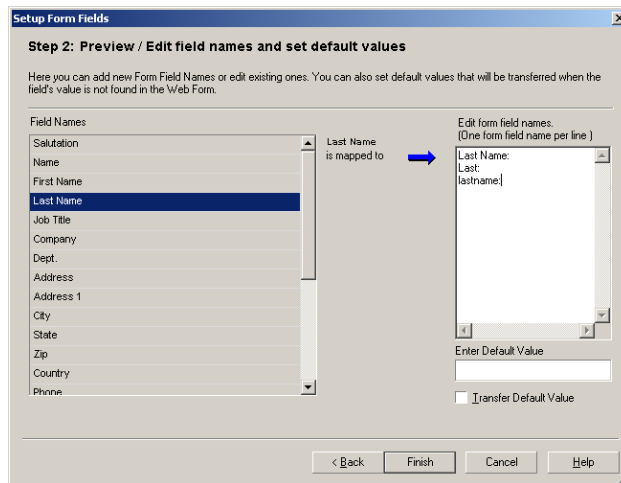 Setup Form Fields
Step 2: Preview / Edit field names and set default values
Here you can add new Form Field Names or edit existing ones. You can also set default values that will be transferred when the
field's value is not found in the Web Form.
Field Names
Salutation
Name
First Name
Last Name
Job Title
Company
Dept.
Address
Address 1
City
State
Zip
Country
Phone
Last Name
is mapped to
Edit form field names.
(One form field name per line )
Last Name:
Last:
lastname:
Enter Default Value
Transfer Default Value
< Back
Finish
Cancel
Help